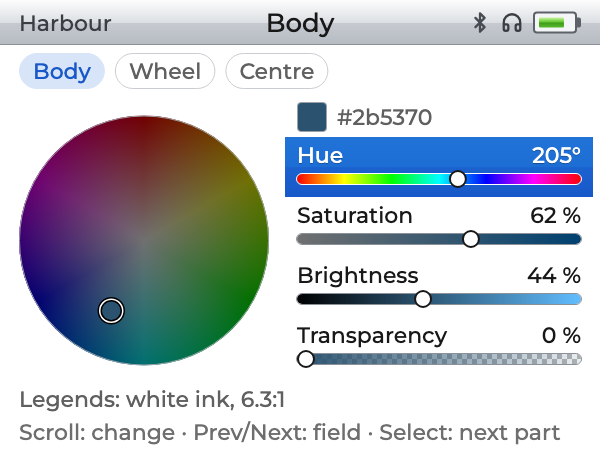 Harbour
Body
Body
Wheel
Centre
#2b5370
Hue 205°
Saturation 62 %
Brightness 44 %
Transparency 0 %
Legends: white ink, 6.3:1
Scroll: change · Prev/Next: field · Select: next part